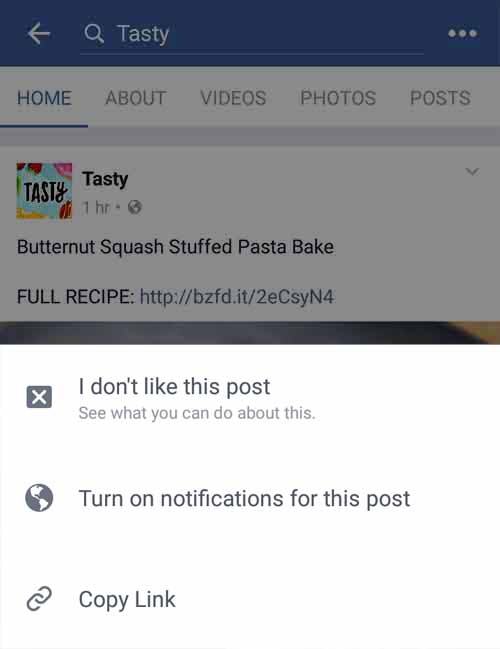 Tasty
HOME ABOUT VIDEOS PHOTOS POSTS
TASTY
Tasty
1 hr •
Butternut Squash Stuffed Pasta Bake
FULL RECIPE: http://bzfd.it/2eCsyN4
I don't like this post
See what you can do about this.
Turn on notifications for this post
Copy Link